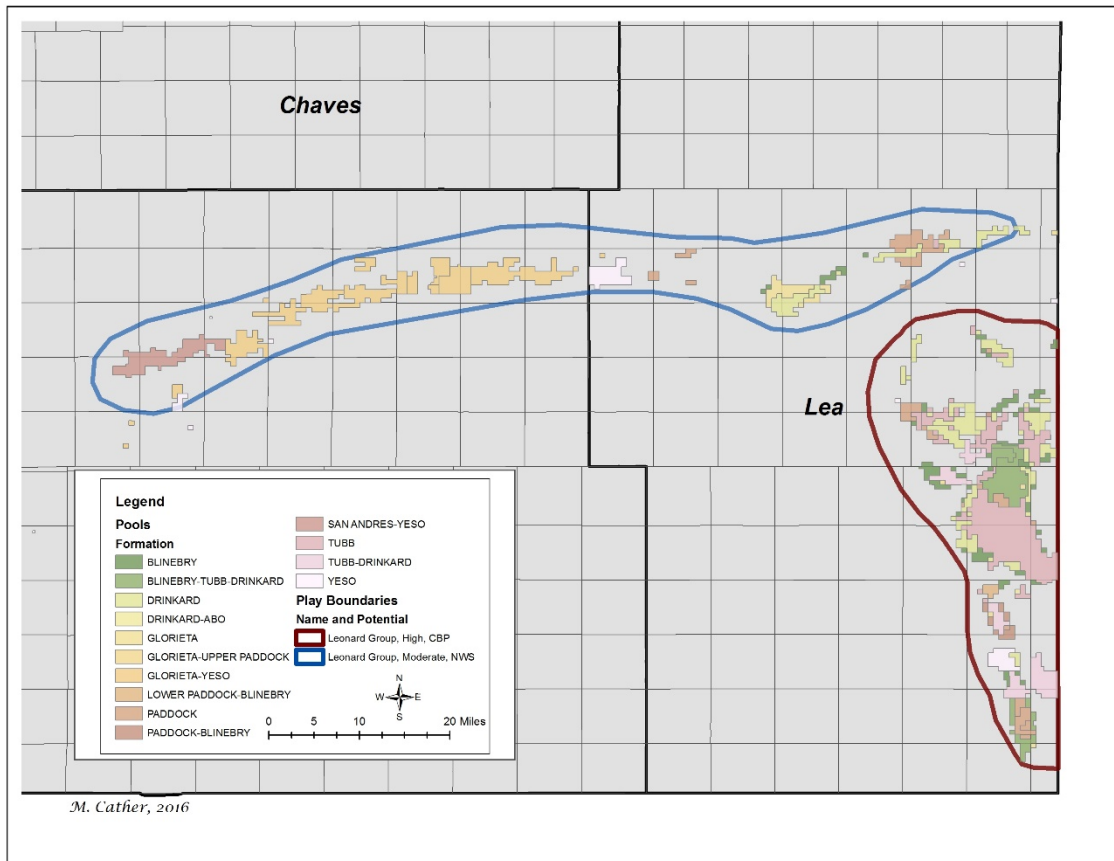 Chaves
Lea
Legend
Pools
Formation
BLINEBRY
BLINEBRY-TUBB-DRINKARD
DRINKARD
DRINKARD-ABO
GLORIETA
GLORIETA-UPPER PADDOCK
GLORIETA-YESO
LOWER PADDOCK-BLINEBRY
PADDOCK
PADDOCK-BLINEBRY
SAN ANDRES-YESO
TUBB
TUBB-DRINKARD
YESO
Play Boundaries
Name and Potential
Leonard Group, High, CBP
Leonard Group, Moderate, NWS
N
W E
S
0 5 10 15 20 Miles
M. Cather, 2016